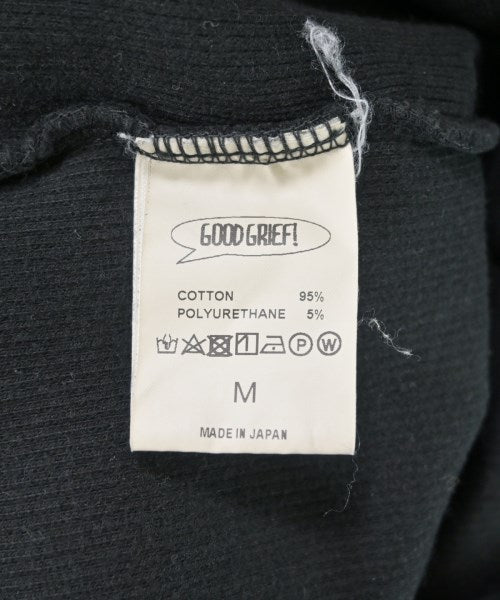 GOOD GRIEF!
COTTON 95%
POLYURETHANE 5%
P W
M
MADE IN JAPAN